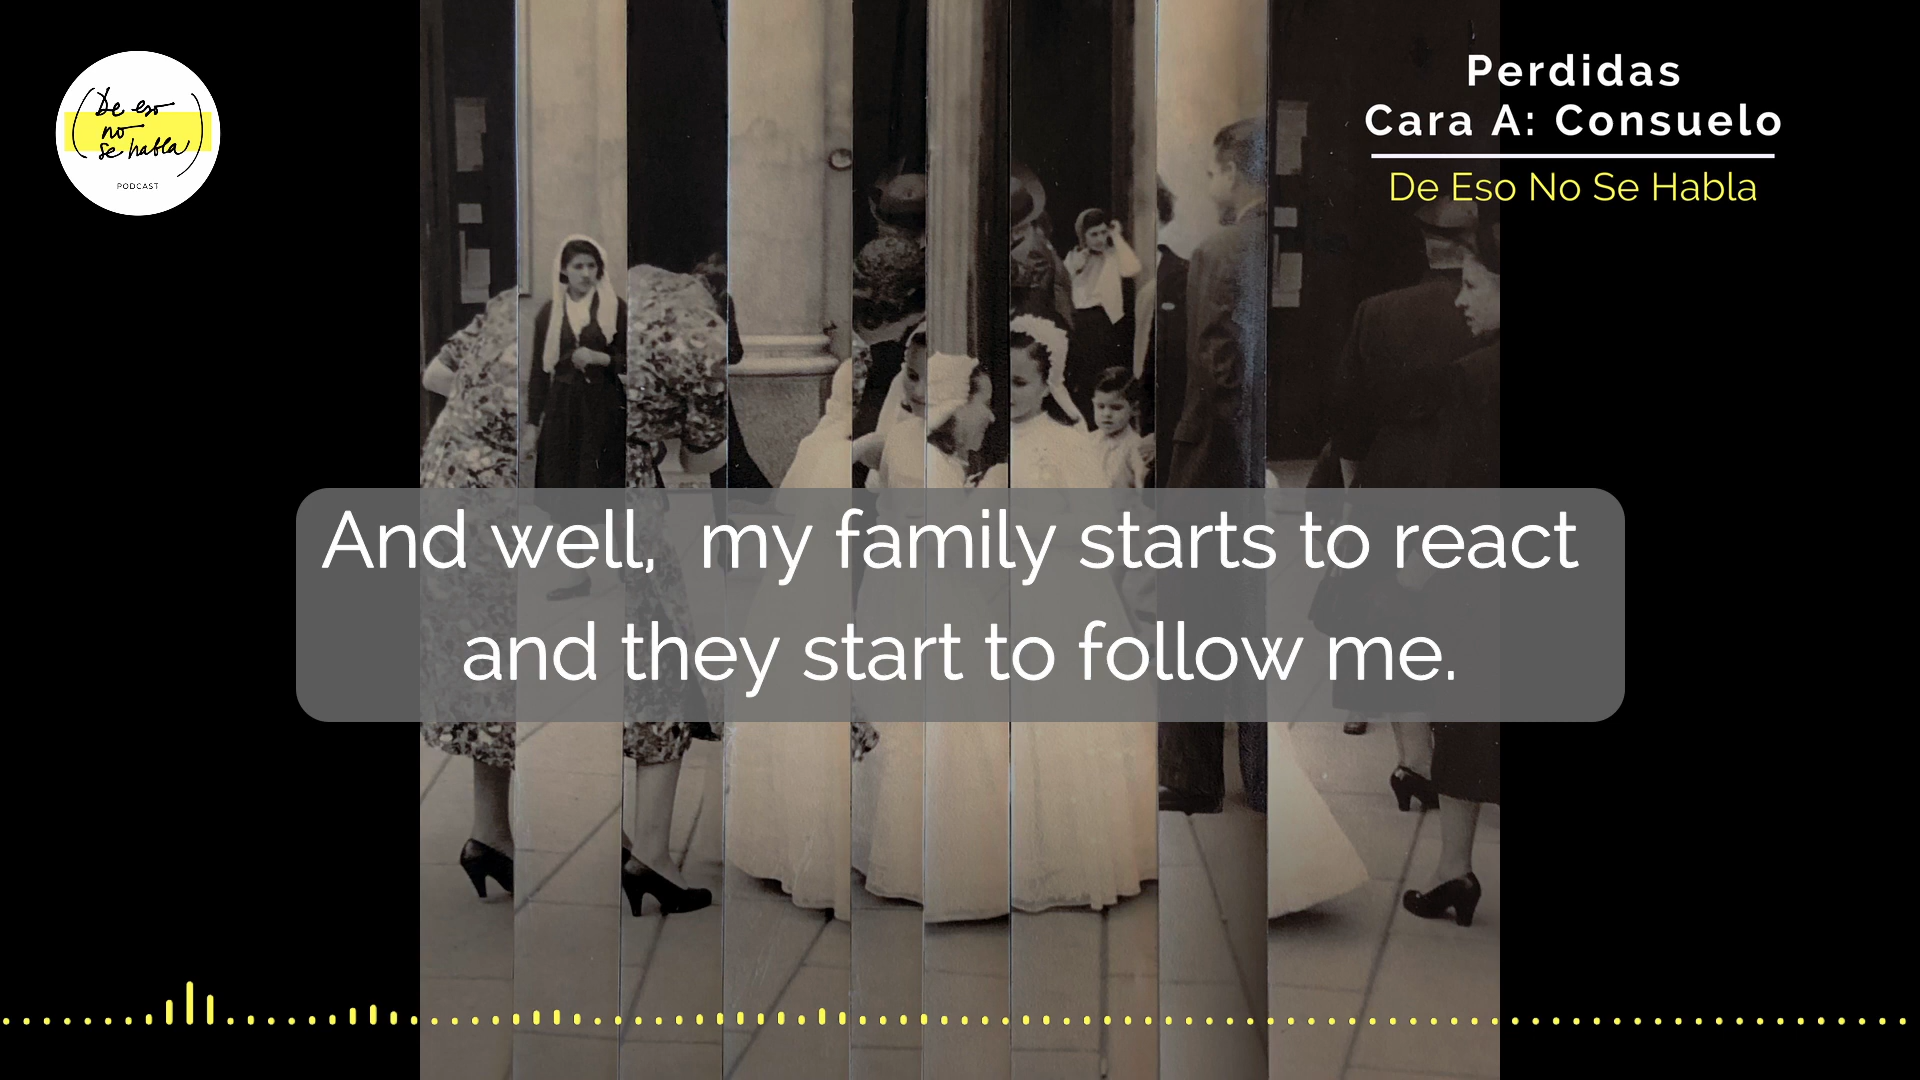 (De eso
no
se habla)
PODCAST
Perdidas
Cara A: Consuelo
De Eso No Se Habla
And well,  my family starts to react
and they start to follow me.